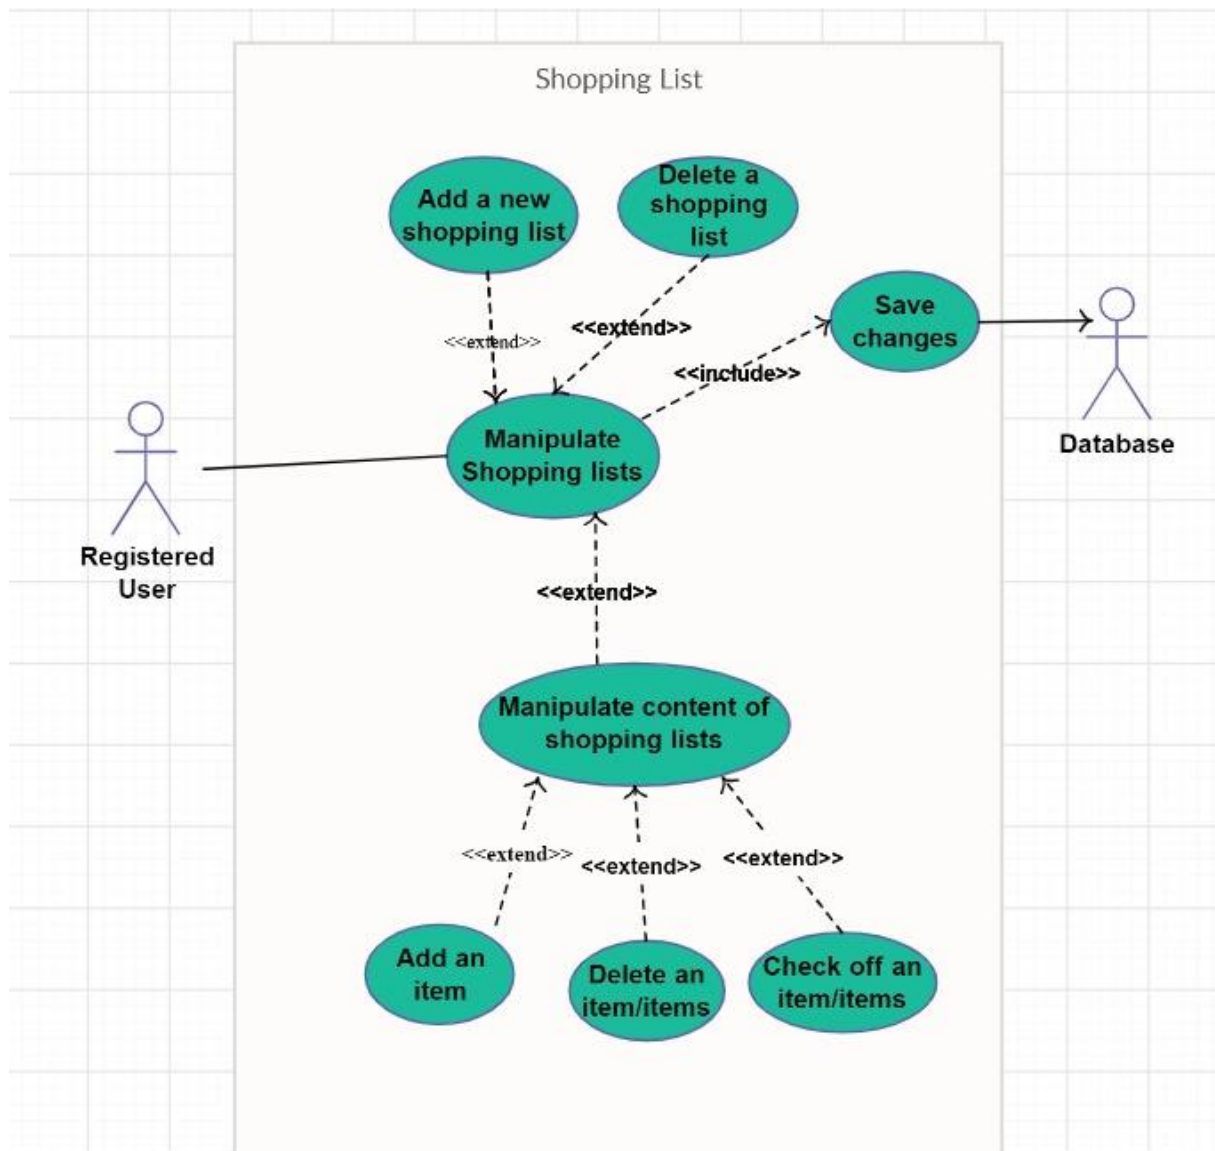 Shopping List
Add a new
shopping list
Delete a
shopping
list
<<extend>>
<<extend>>
<<include>>
Save
changes
Database
Manipulate
Shopping lists
Registered
User
<<extend>>
Manipulate content of
shopping lists
<<extend>>
<<extend>>
<<extend>>
Add an
item
Delete an
item/items
Check off an
item/items